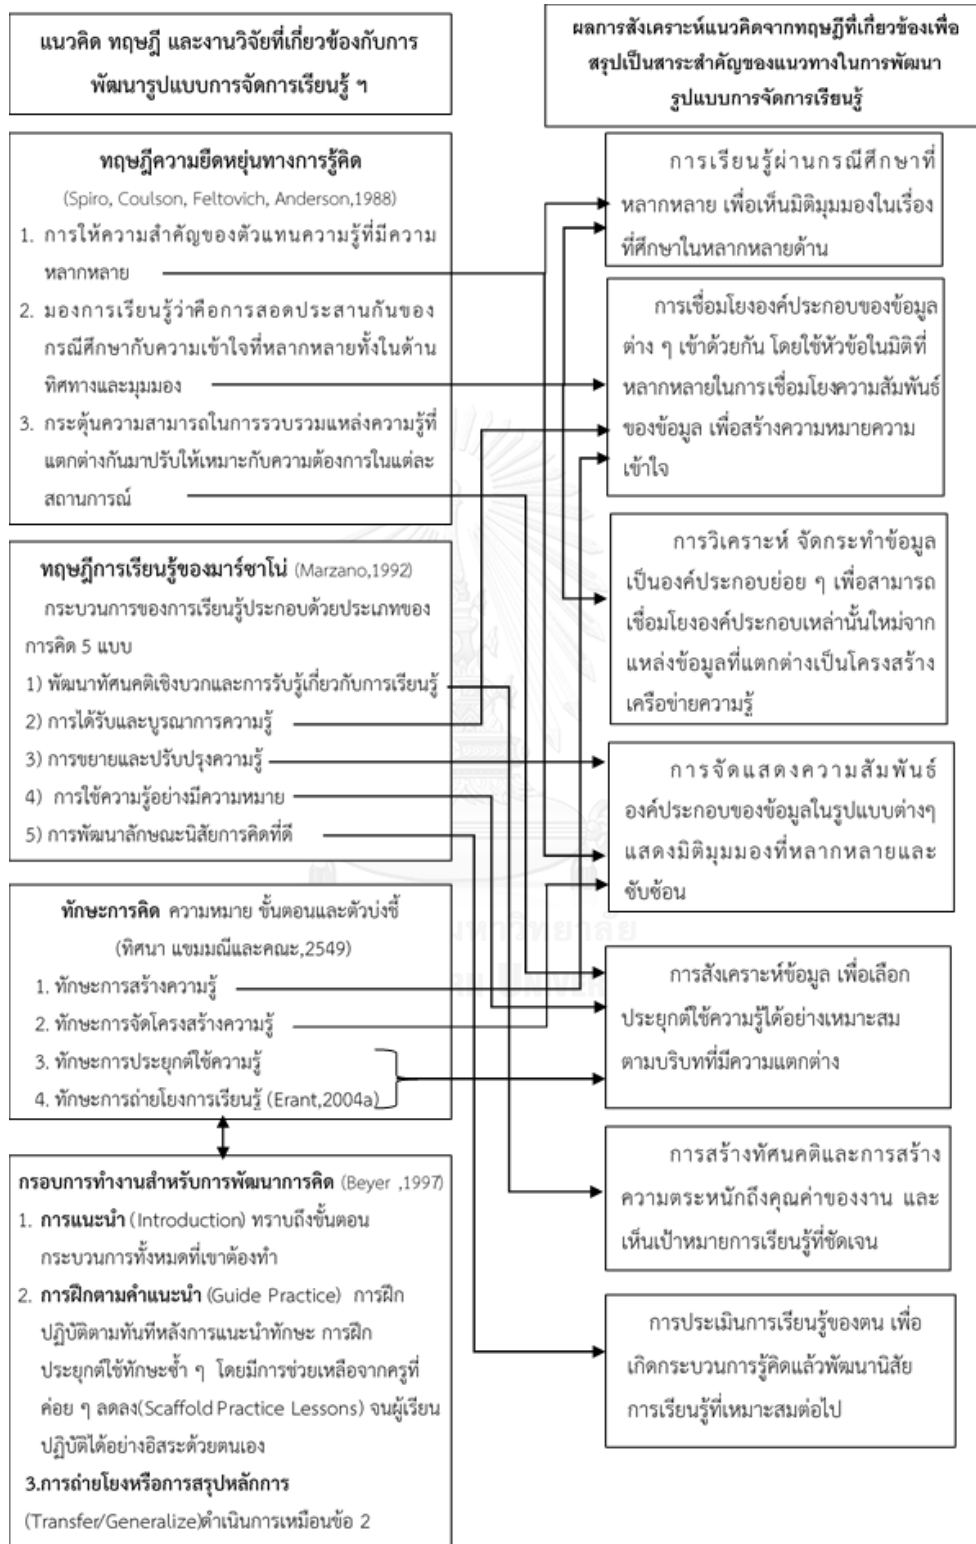 แนวคิด ทฤษฎี และงานวิจัยที่เกี่ยวข้องกับการ
พัฒนารูปแบบการจัดการเรียนรู้ ฯ
ทฤษฎีความยืดหยุ่นทางการรู้คิด
(Spiro, Coulson, Feltovich, Anderson,1988)
1. การให้ความสำคัญของตัวแทนความรู้ที่มีความ
หลากหลาย
2. มองการเรียนรู้ว่าคือการสอดประสานกันของ
กรณีศึกษากับความเข้าใจที่หลากหลายทั้งในด้าน
ทิศทางและมุมมอง
3. กระตุ้นความสามารถในการรวบรวมแหล่งความรู้ที่
แตกต่างกันมาปรับให้เหมาะกับความต้องการในแต่ละ
สถานการณ์
ทฤษฎีการเรียนรู้ของมาร์ซาโน่ (Marzano,1992)
กระบวนการของการเรียนรู้ประกอบด้วยประเภทของ
การคิด 5 แบบ
1) พัฒนาทัศนคติเชิงบวกและการรับรู้เกี่ยวกับการเรียนรู้
2) การได้รับและบูรณาการความรู้
3) การขยายและปรับปรุงความรู้
4) การใช้ความรู้อย่างมีความหมาย
5) การพัฒนาลักษณะนิสัยการคิดที่ดี
ทักษะการคิด ความหมาย ขั้นตอนและตัวบ่งชี้
(ทิศนา แขมมณีและคณะ,2549)
1. ทักษะการสร้างความรู้
2. ทักษะการจัดโครงสร้างความรู้
3. ทักษะการประยุกต์ใช้ความรู้
4. ทักษะการถ่ายโยงการเรียนรู้ (Erant,2004a)
กรอบการทำงานสำหรับการพัฒนาการคิด (Beyer ,1997)
1. การแนะนำ (Introduction) ทราบถึงขั้นตอน
กระบวนการทั้งหมดที่เขาต้องทำ
2. การฝึกตามคำแนะนำ (Guide Practice) การฝึก
ปฏิบัติตามทันทีหลังการแนะนำทักษะ การฝึก
ประยุกต์ใช้ทักษะซ้ำ ๆ โดยมีการช่วยเหลือจากครูที่
ค่อย ๆ ลดลง(Scaffold Practice Lessons) จนผู้เรียน
ปฏิบัติได้อย่างอิสระด้วยตนเอง
3.การถ่ายโยงหรือการสรุปหลักการ
(Transfer/Generalize)ดำเนินการเหมือนข้อ 2
ผลการสังเคราะห์แนวคิดจากทฤษฎีที่เกี่ยวข้องเพื่อ
สรุปเป็นสาระสำคัญของแนวทางในการพัฒนา
รูปแบบการจัดการเรียนรู้
การเรียนรู้ผ่านกรณีศึกษาที่
หลากหลาย เพื่อเห็นมิติมุมมองในเรื่อง
ที่ศึกษาในหลากหลายด้าน
การเชื่อมโยงองค์ประกอบของข้อมูล
ต่าง ๆ เข้าด้วยกัน โดยใช้หัวข้อในมิติที่
หลากหลายในการเชื่อมโยงความสัมพันธ์
ของข้อมูล เพื่อสร้างความหมายความ
เข้าใจ
การวิเคราะห์ จัดกระทำข้อมูล
เป็นองค์ประกอบย่อย ๆ เพื่อสามารถ
เชื่อมโยงองค์ประกอบเหล่านั้นใหม่จาก
แหล่งข้อมูลที่แตกต่างเป็นโครงสร้าง
เครือข่ายความรู้
การจัดแสดงความสัมพันธ์
องค์ประกอบของข้อมูลในรูปแบบต่างๆ
แสดงมิติมุมมองที่หลากหลายและ
ซับซ้อน
การสังเคราะห์ข้อมูล เพื่อเลือก
ประยุกต์ใช้ความรู้ได้อย่างเหมาะสม
ตามบริบทที่มีความแตกต่าง
การสร้างทัศนคติและการสร้าง
ความตระหนักถึงคุณค่าของงาน และ
เห็นเป้าหมายการเรียนรู้ที่ชัดเจน
การประเมินการเรียนรู้ของตน เพื่อ
เกิดกระบวนการรู้คิดแล้วพัฒนานิสัย
การเรียนรู้ที่เหมาะสมต่อไป